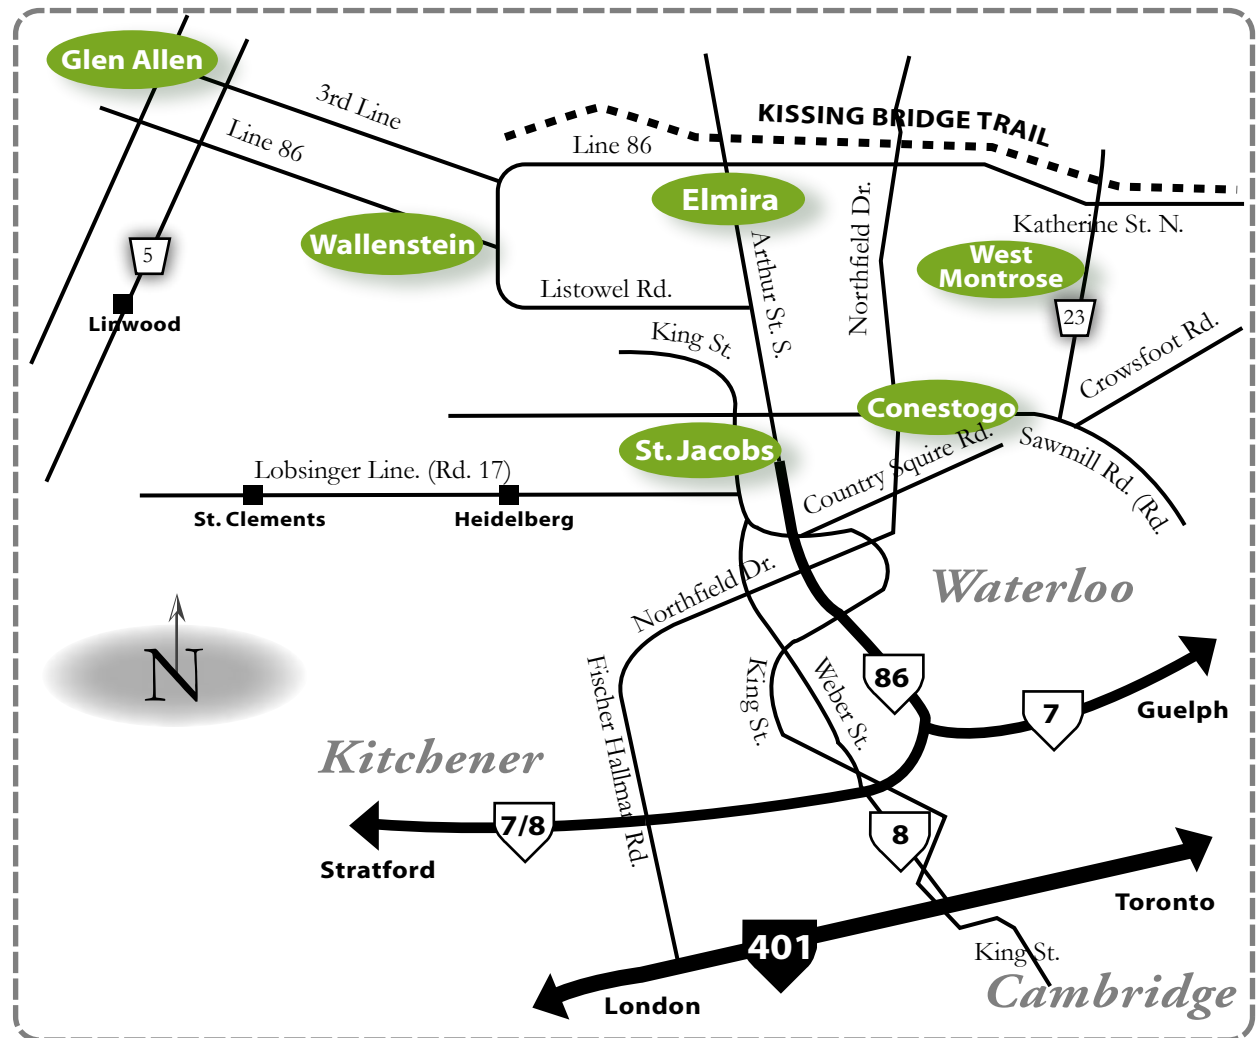 Glen Allen
3rd Line
Line 86
KISSING BRIDGE TRAIL
Line 86
Elmira
Wallenstein
5
Linwood
Listowel Rd.
Arthur St. S.
Northfield Dr.
Katherine St. N.
West
Montrose
23
King St.
Crowsfoot Rd.
Conestogo
St. Jacobs
Country Squire Rd.
Sawmill Rd. (Rd.
Lobsinger Line. (Rd. 17)
St. Clements
Heidelberg
Northfield Dr.
Waterloo
N
Fischer Hallman Rd.
King St.
Weber St.
86
7
Guelph
Kitchener
7/8
Stratford
8
Toronto
401
London
King St.
Cambridge